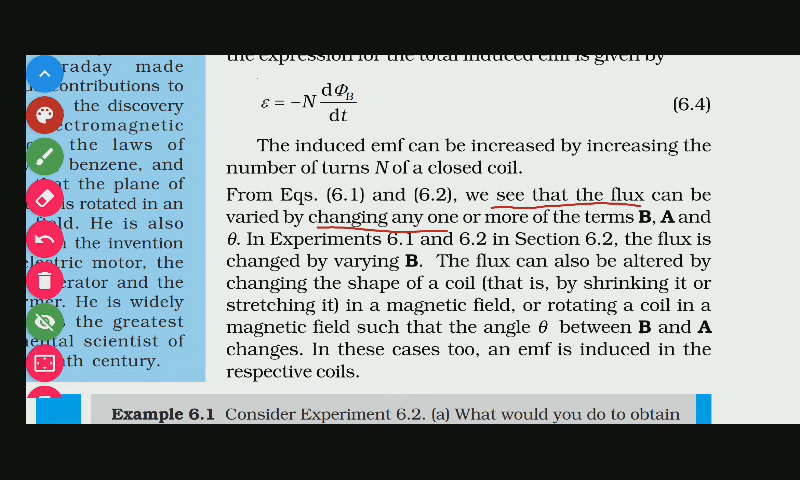 raday made
contributions to
the discovery
ectromagnetic
the laws of
benzene, and
at the plane of
is rotated in an
field. He is also
the invention
electric motor, the
erator and the
rmer. He is widely
the greatest
mental scientist of
nth century.
the expression for the total induced emf is given by
ε = −N dΦ_B/dt (6.4)
The induced emf can be increased by increasing the
number of turns N of a closed coil.
From Eqs. (6.1) and (6.2), we see that the flux can be
varied by changing any one or more of the terms B, A and
θ. In Experiments 6.1 and 6.2 in Section 6.2, the flux is
changed by varying B. The flux can also be altered by
changing the shape of a coil (that is, by shrinking it or
stretching it) in a magnetic field, or rotating a coil in a
magnetic field such that the angle θ between B and A
changes. In these cases too, an emf is induced in the
respective coils.
Example 6.1 Consider Experiment 6.2. (a) What would you do to obtain